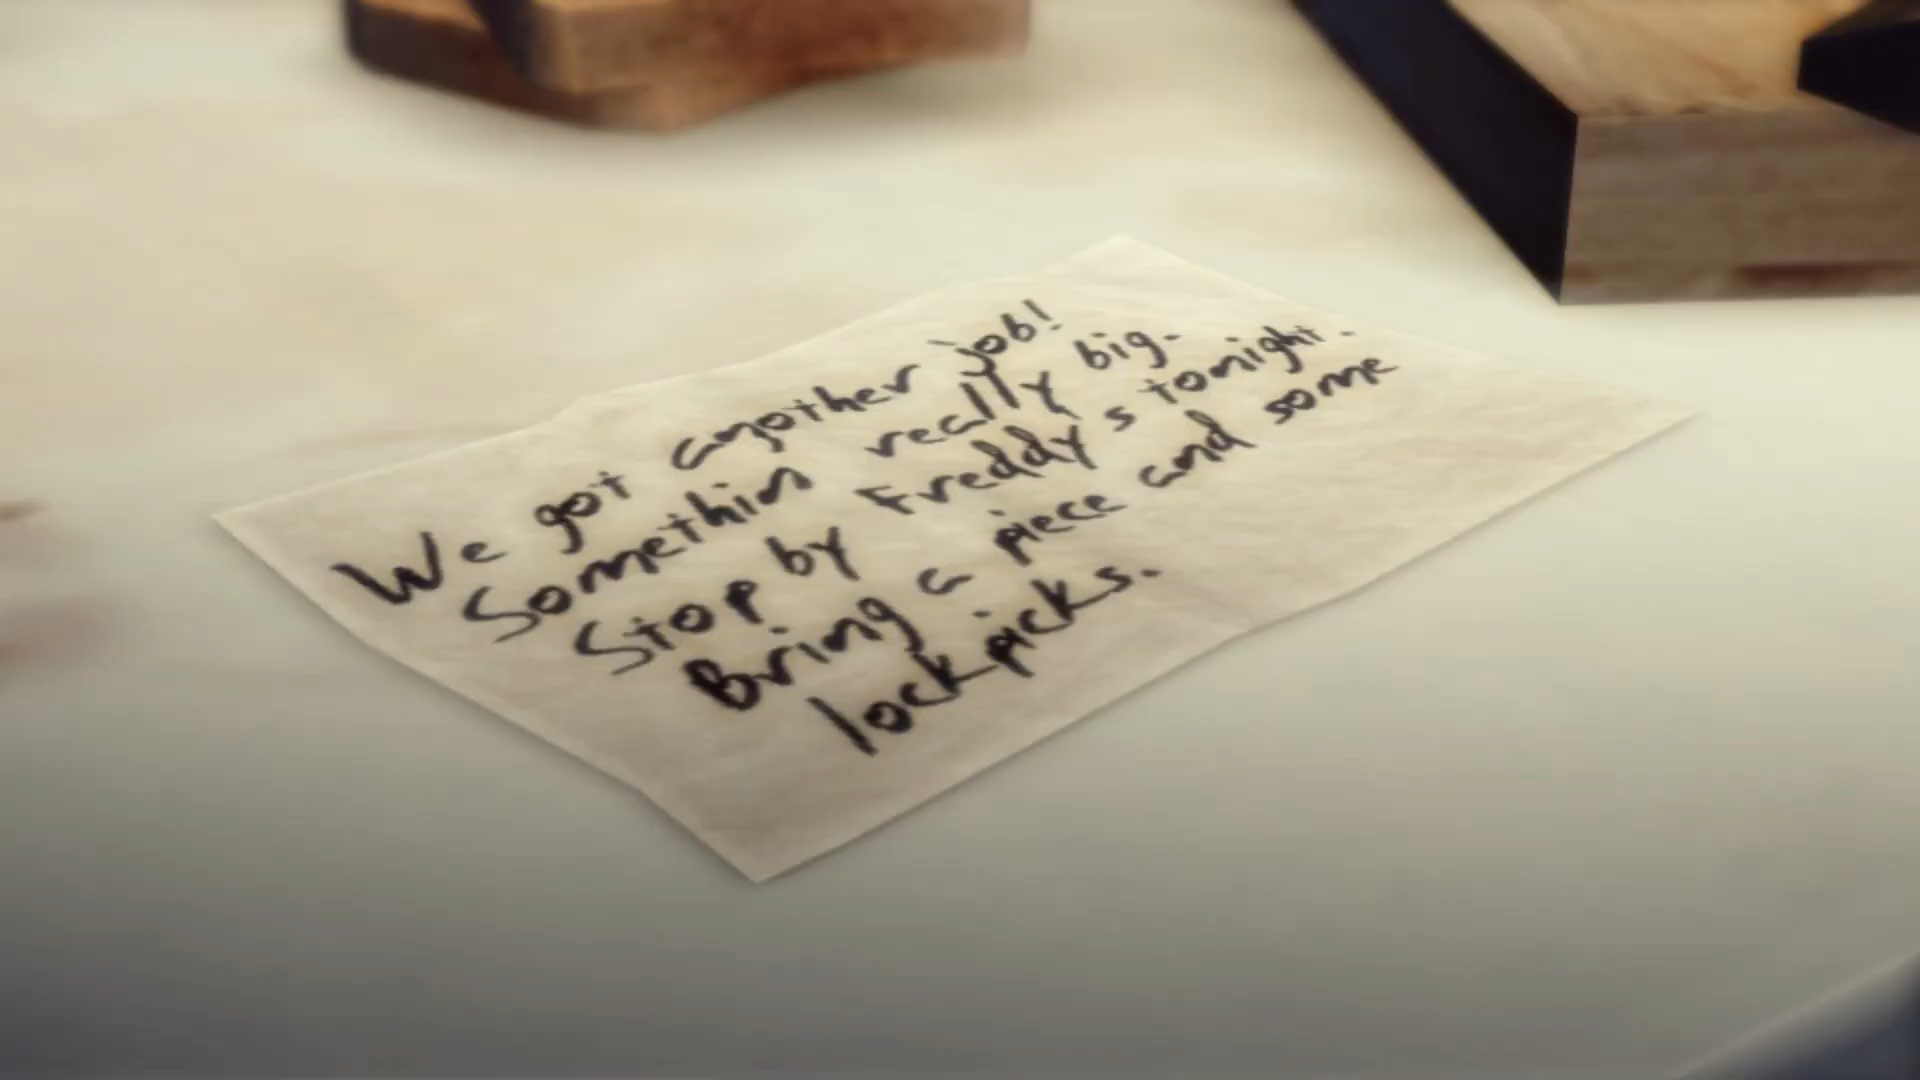 We got another job!
Somethin really big.
Stop by Freddy s tonight.
Bring a piece and some
lockpicks.